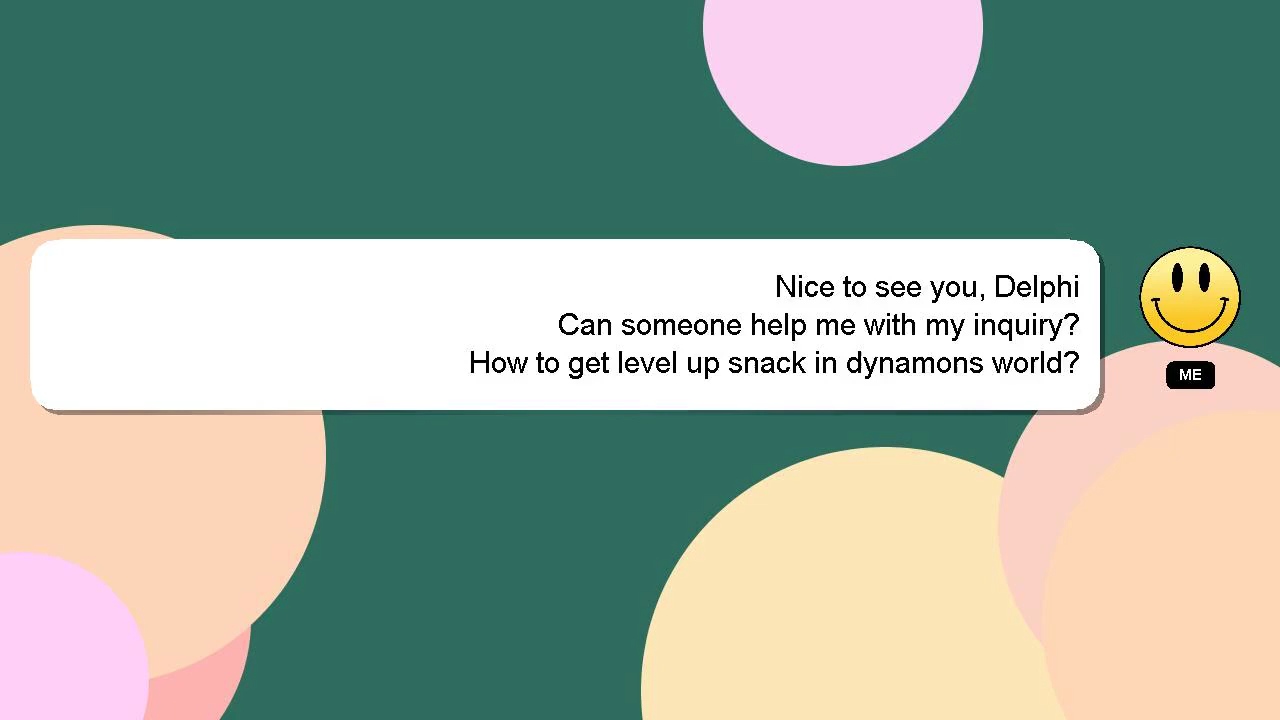 Nice to see you, Delphi
Can someone help me with my inquiry?
How to get level up snack in dynamons world?
ME